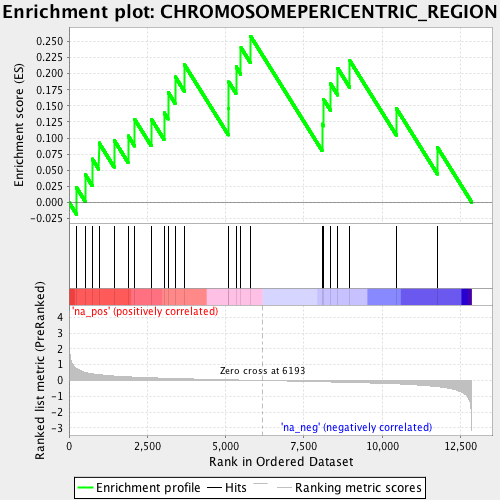 Enrichment plot: CHROMOSOMEPERICENTRIC_REGION
Enrichment score (ES)
0.250
0.225
0.200
0.175
0.150
0.125
0.100
0.075
0.050
0.025
0.000
-0.025
'na_pos' (positively correlated)
Ranked list metric (PreRanked)
4
3
2
1
0
-1
-2
-3
Zero cross at 6193
'na_neg' (negatively correlated)
0 2,500 5,000 7,500 10,000 12,500
Rank in Ordered Dataset
Enrichment profile Hits Ranking metric scores